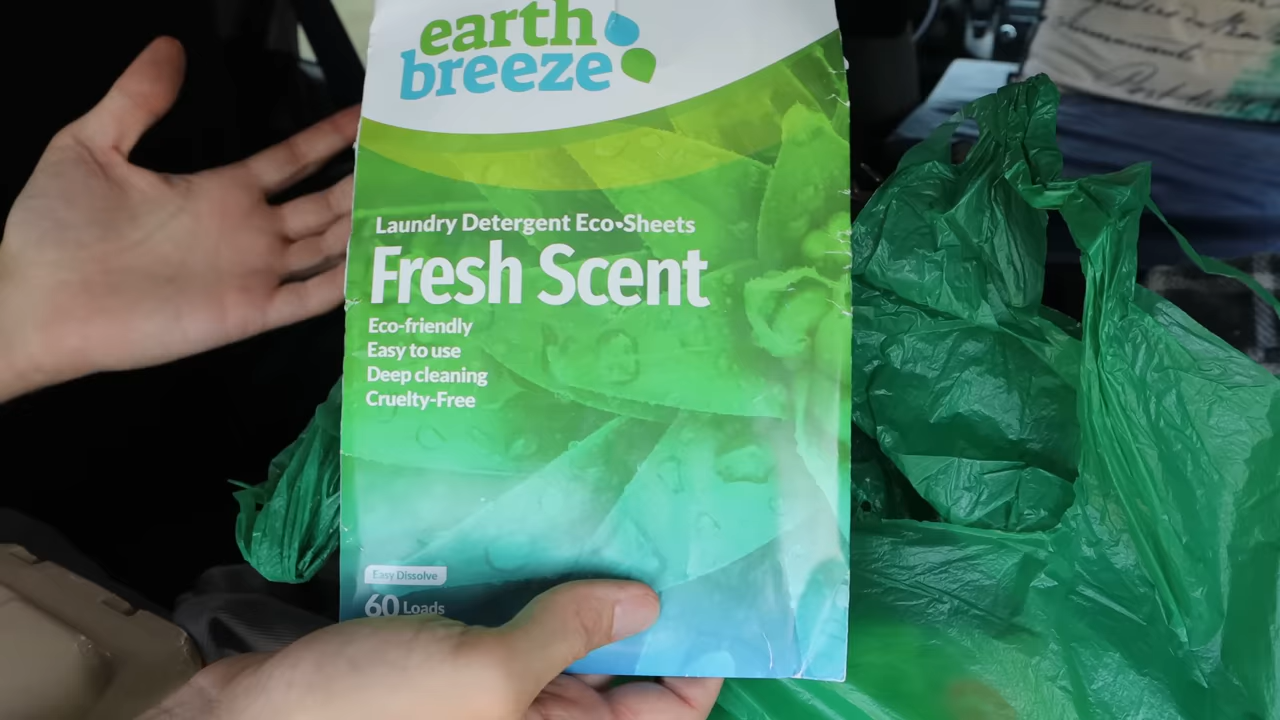 earth
breeze
Laundry Detergent Eco•Sheets
Fresh Scent
Eco-friendly
Easy to use
Deep cleaning
Cruelty-Free
Easy Dissolve
60 Loads